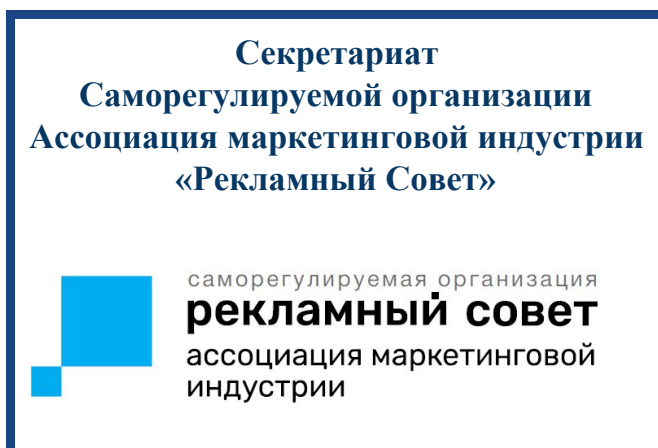 Секретариат
Саморегулируемой организации
Ассоциация маркетинговой индустрии
«Рекламный Совет»
саморегулируемая организация
рекламный совет
ассоциация маркетинговой
индустрии